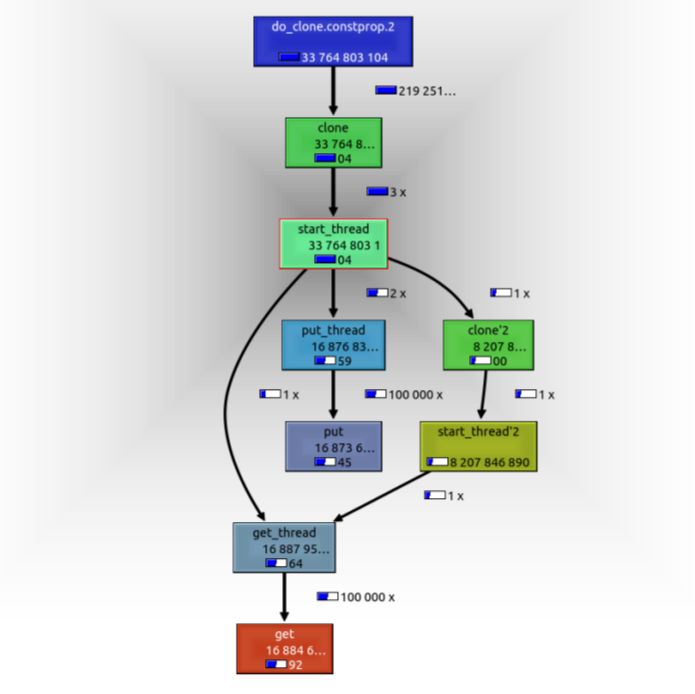 do_clone.constprop.2
33 764 803 104
219 251...
clone
33 764 8...
04
3 x
start_thread
33 764 803 1
04
2 x
1 x
put_thread
16 876 83...
59
clone'2
8 207 8...
00
1 x
100 000 x
1 x
put
16 873 6...
45
start_thread'2
8 207 846 890
1 x
get_thread
16 887 95...
64
100 000 x
get
16 884 6...
92